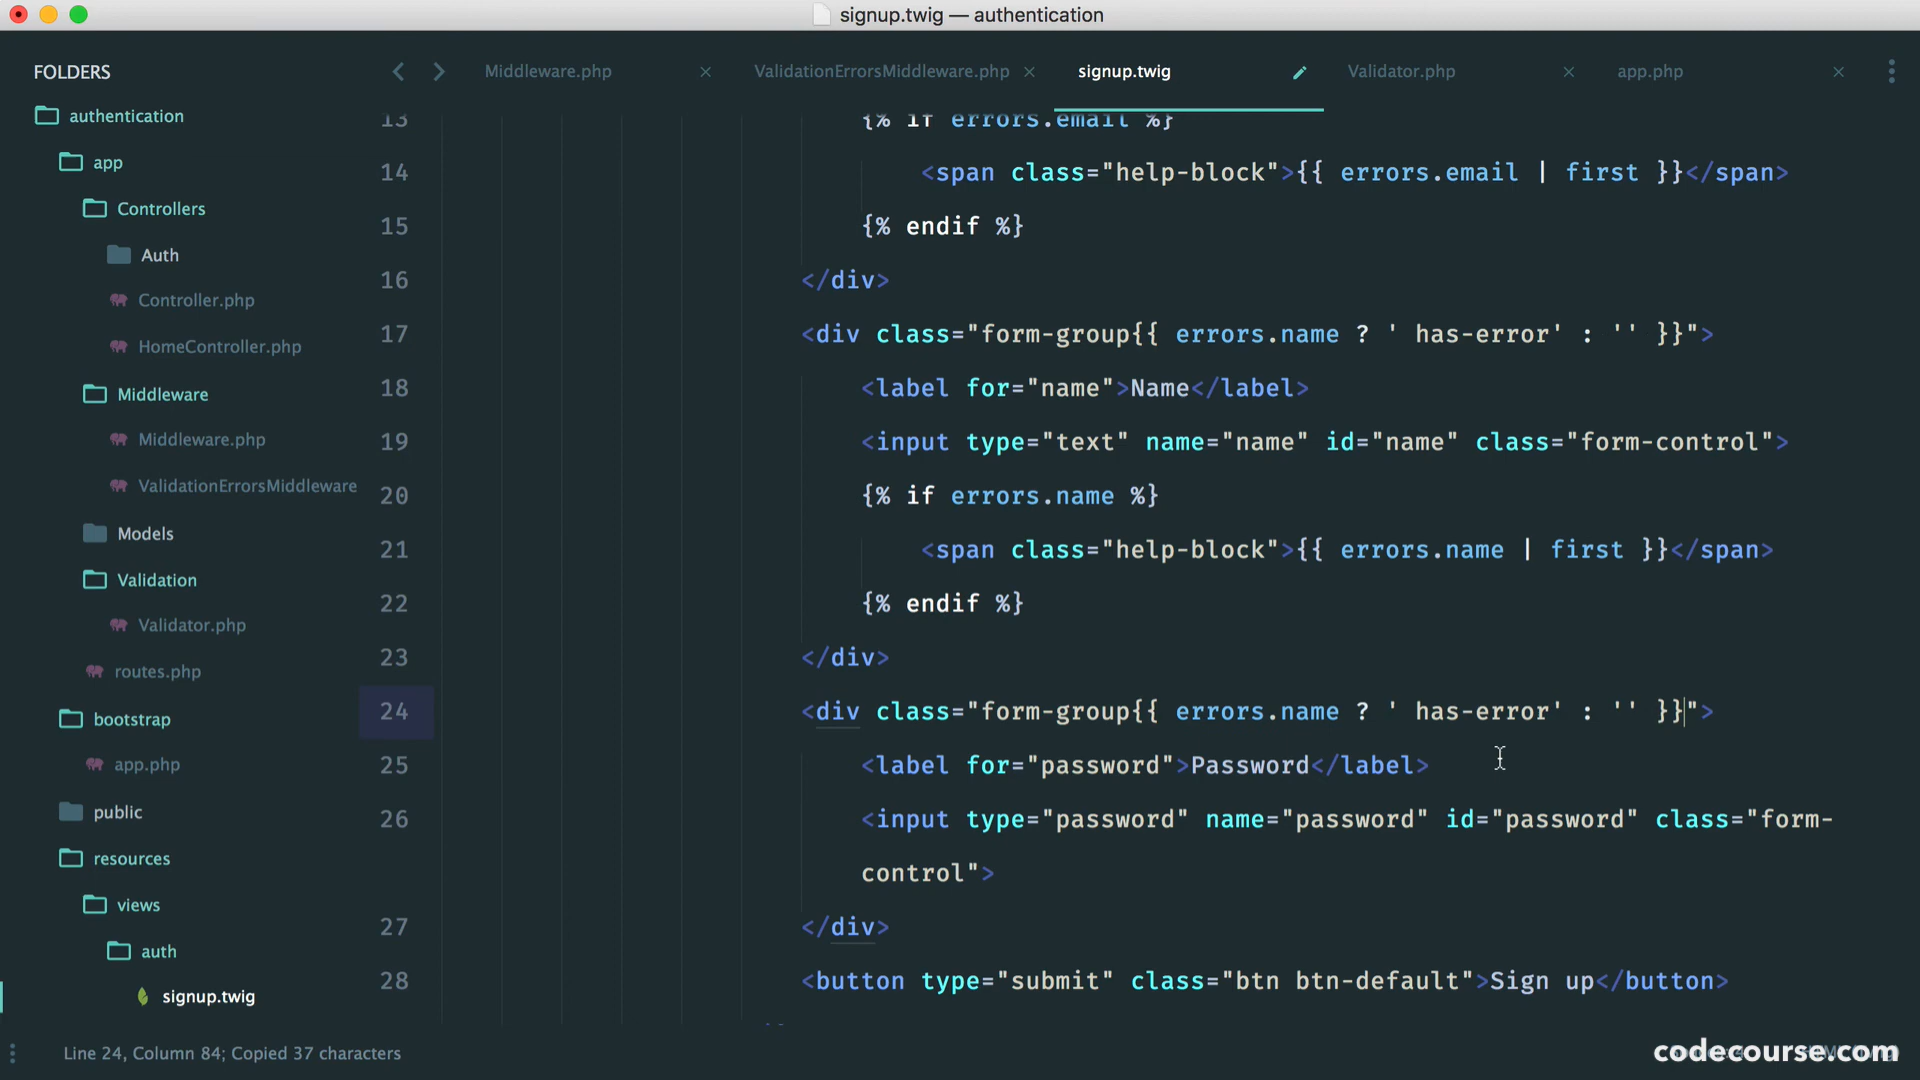 signup.twig — authentication
FOLDERS
Middleware.php
ValidationErrorsMiddleware.php
signup.twig
Validator.php
app.php
authentication
app
Controllers
Auth
Controller.php
HomeController.php
Middleware
Middleware.php
ValidationErrorsMiddleware
Models
Validation
Validator.php
routes.php
bootstrap
app.php
public
resources
views
auth
signup.twig
13 {% if errors.email %}
14 <span class="help-block">{{ errors.email | first }}</span>
15 {% endif %}
16 </div>
17 <div class="form-group{{ errors.name ? ' has-error' : '' }}">
18 <label for="name">Name</label>
19 <input type="text" name="name" id="name" class="form-control">
20 {% if errors.name %}
21 <span class="help-block">{{ errors.name | first }}</span>
22 {% endif %}
23 </div>
24 <div class="form-group{{ errors.name ? ' has-error' : '' }}">
25 <label for="password">Password</label>
26 <input type="password" name="password" id="password" class="form-
control">
27 </div>
28 <button type="submit" class="btn btn-default">Sign up</button>
Line 24, Column 84; Copied 37 characters
codecourse.com